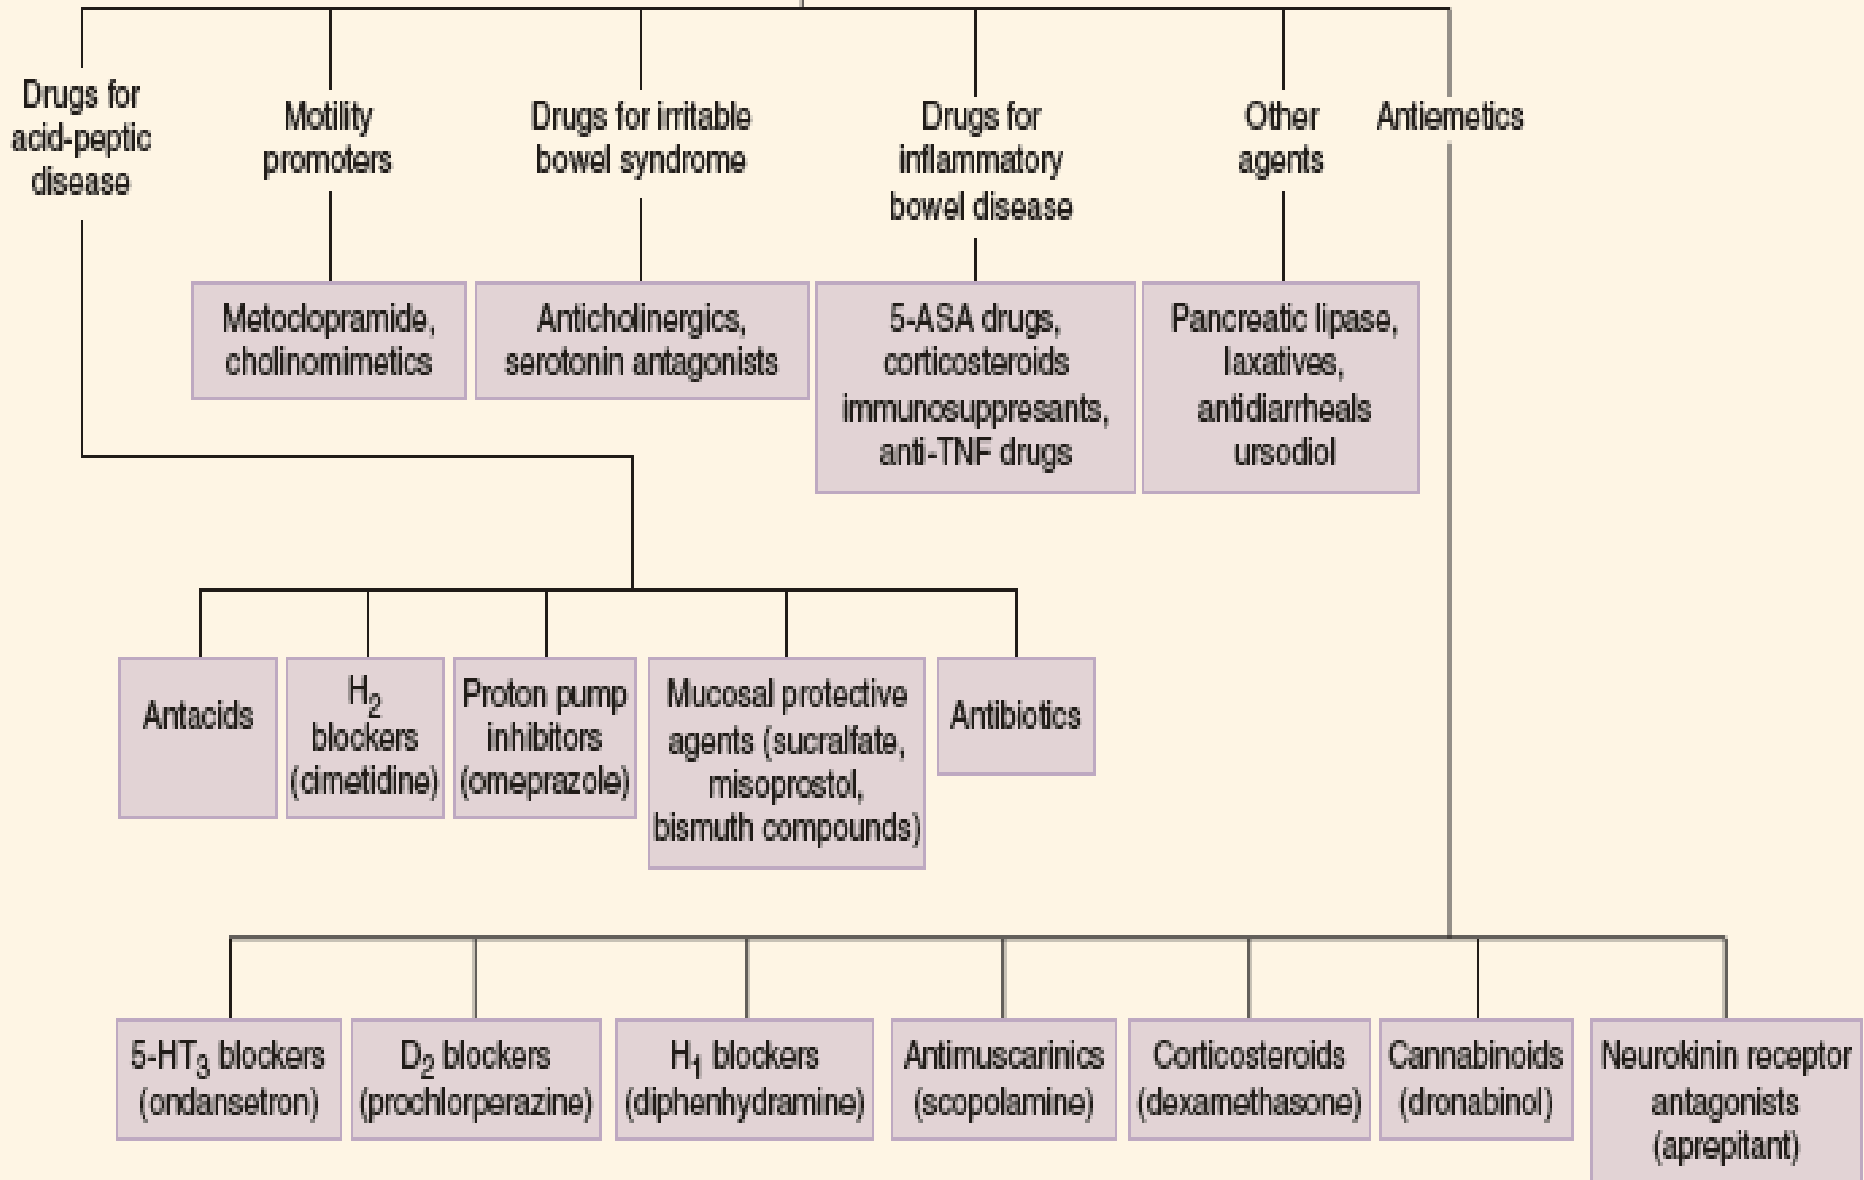 Drugs for
acid-peptic
disease
Motility
promoters
Drugs for irritable
bowel syndrome
Drugs for
inflammatory
bowel disease
Other
agents
Antiemetics
Metoclopramide,
cholinomimetics
Anticholinergics,
serotonin antagonists
5-ASA drugs,
corticosteroids
immunosuppresants,
anti-TNF drugs
Pancreatic lipase,
laxatives,
antidiarrheals
ursodiol
Antacids
H₂
blockers
(cimetidine)
Proton pump
inhibitors
(omeprazole)
Mucosal protective
agents (sucralfate,
misoprostol,
bismuth compounds)
Antibiotics
5-HT₃ blockers
(ondansetron)
D₂ blockers
(prochlorperazine)
H₁ blockers
(diphenhydramine)
Antimuscarinics
(scopolamine)
Corticosteroids
(dexamethasone)
Cannabinoids
(dronabinol)
Neurokinin receptor
antagonists
(aprepitant)